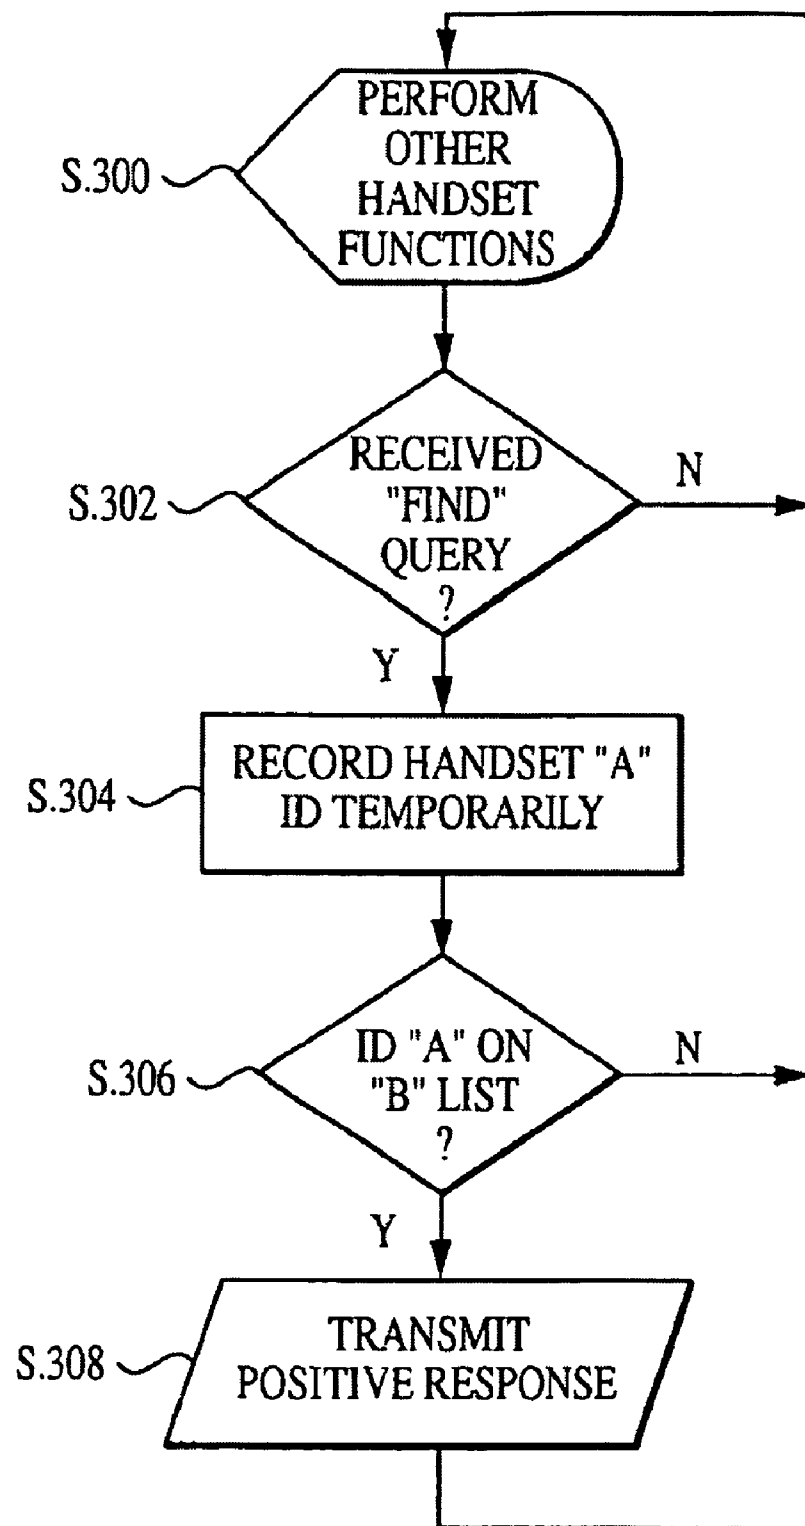 PERFORM
OTHER
HANDSET
FUNCTIONS
S.300
RECEIVED
"FIND"
QUERY
?
S.302
N
Y
RECORD HANDSET "A"
ID TEMPORARILY
S.304
ID "A" ON
"B" LIST
?
S.306
N
Y
TRANSMIT
POSITIVE RESPONSE
S.308